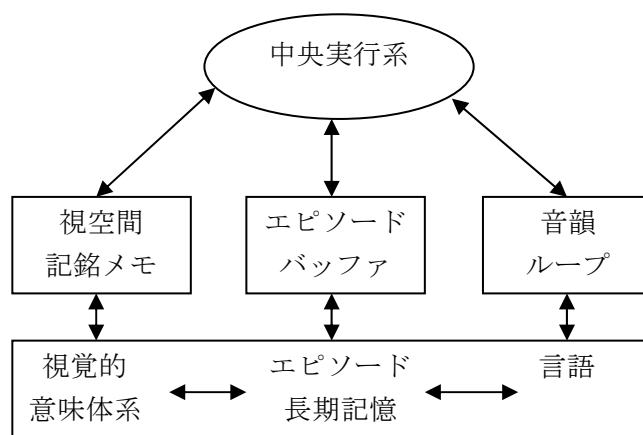 中央実行系
視空間
記銘メモ
エピソード
バッファ
音韻
ループ
視覚的
意味体系
エピソード
長期記憶
言語